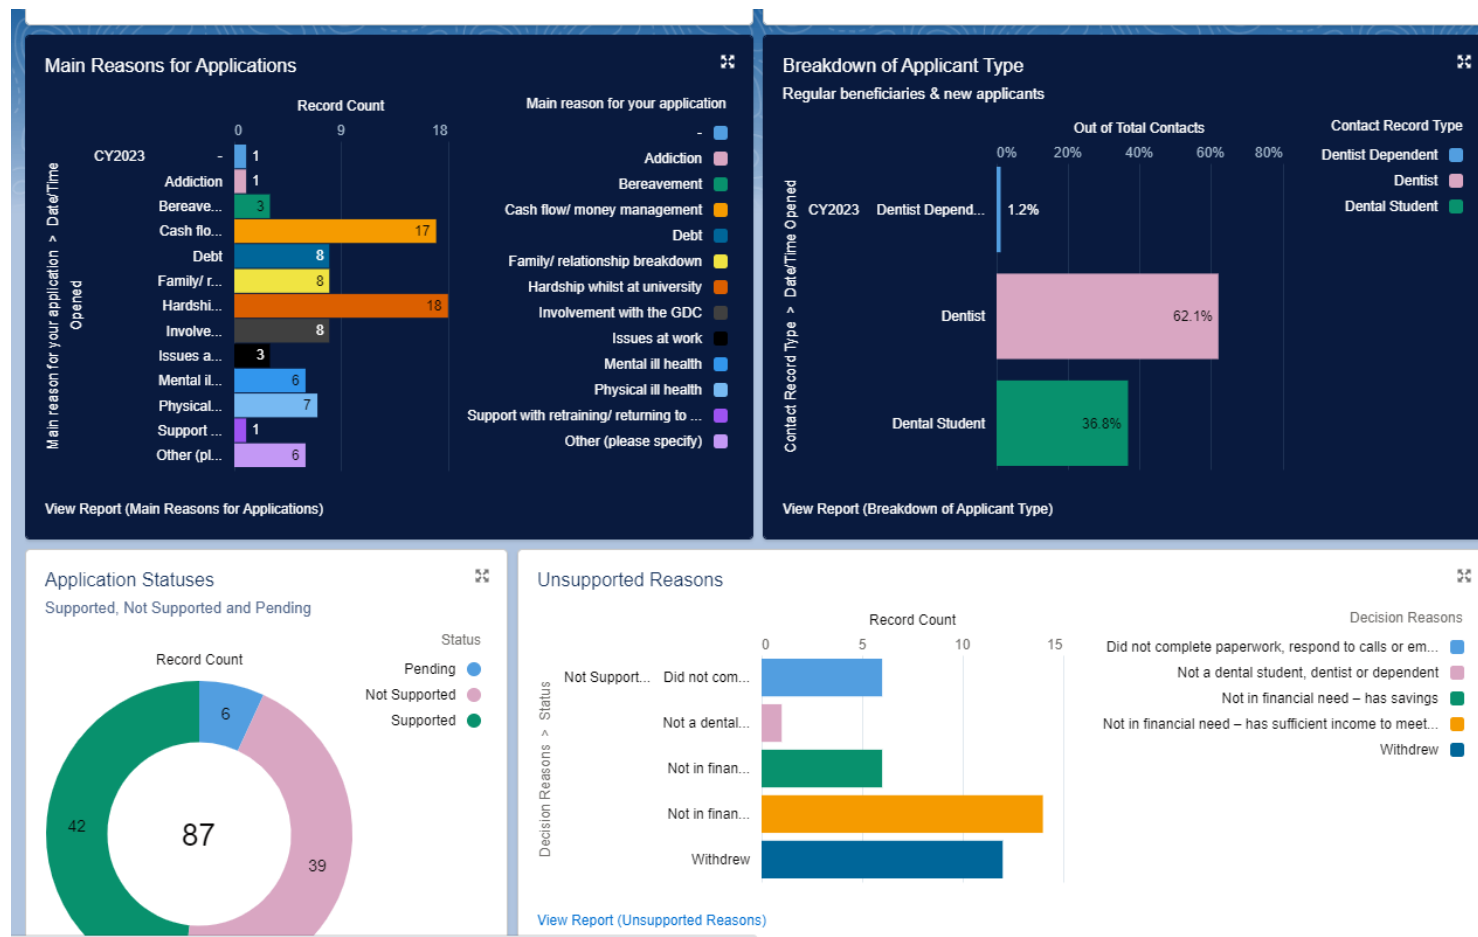 Main Reasons for Applications
Record Count
0 9 18
Main reason for your application > Date/Time Opened
CY2023
- 1
Addiction 1
Bereave... 3
Cash flo... 17
Debt 8
Family/ r... 8
Hardshi... 18
Involve... 8
Issues a... 3
Mental il... 6
Physical... 7
Support ... 1
Other (pl... 6
Main reason for your application
-
Addiction
Bereavement
Cash flow/ money management
Debt
Family/ relationship breakdown
Hardship whilst at university
Involvement with the GDC
Issues at work
Mental ill health
Physical ill health
Support with retraining/ returning to ...
Other (please specify)
View Report (Main Reasons for Applications)
Breakdown of Applicant Type
Regular beneficiaries & new applicants
Out of Total Contacts
0% 20% 40% 60% 80%
Contact Record Type > Date/Time Opened
CY2023
Dentist Depend... 1.2%
Dentist 62.1%
Dental Student 36.8%
Contact Record Type
Dentist Dependent
Dentist
Dental Student
View Report (Breakdown of Applicant Type)
Application Statuses
Supported, Not Supported and Pending
Record Count
6
42
87
39
Status
Pending
Not Supported
Supported
Unsupported Reasons
Record Count
0 5 10 15
Decision Reasons > Status
Not Support...
Did not com...
Not a dental...
Not in finan...
Not in finan...
Withdrew
Decision Reasons
Did not complete paperwork, respond to calls or em...
Not a dental student, dentist or dependent
Not in financial need – has savings
Not in financial need – has sufficient income to meet...
Withdrew
View Report (Unsupported Reasons)